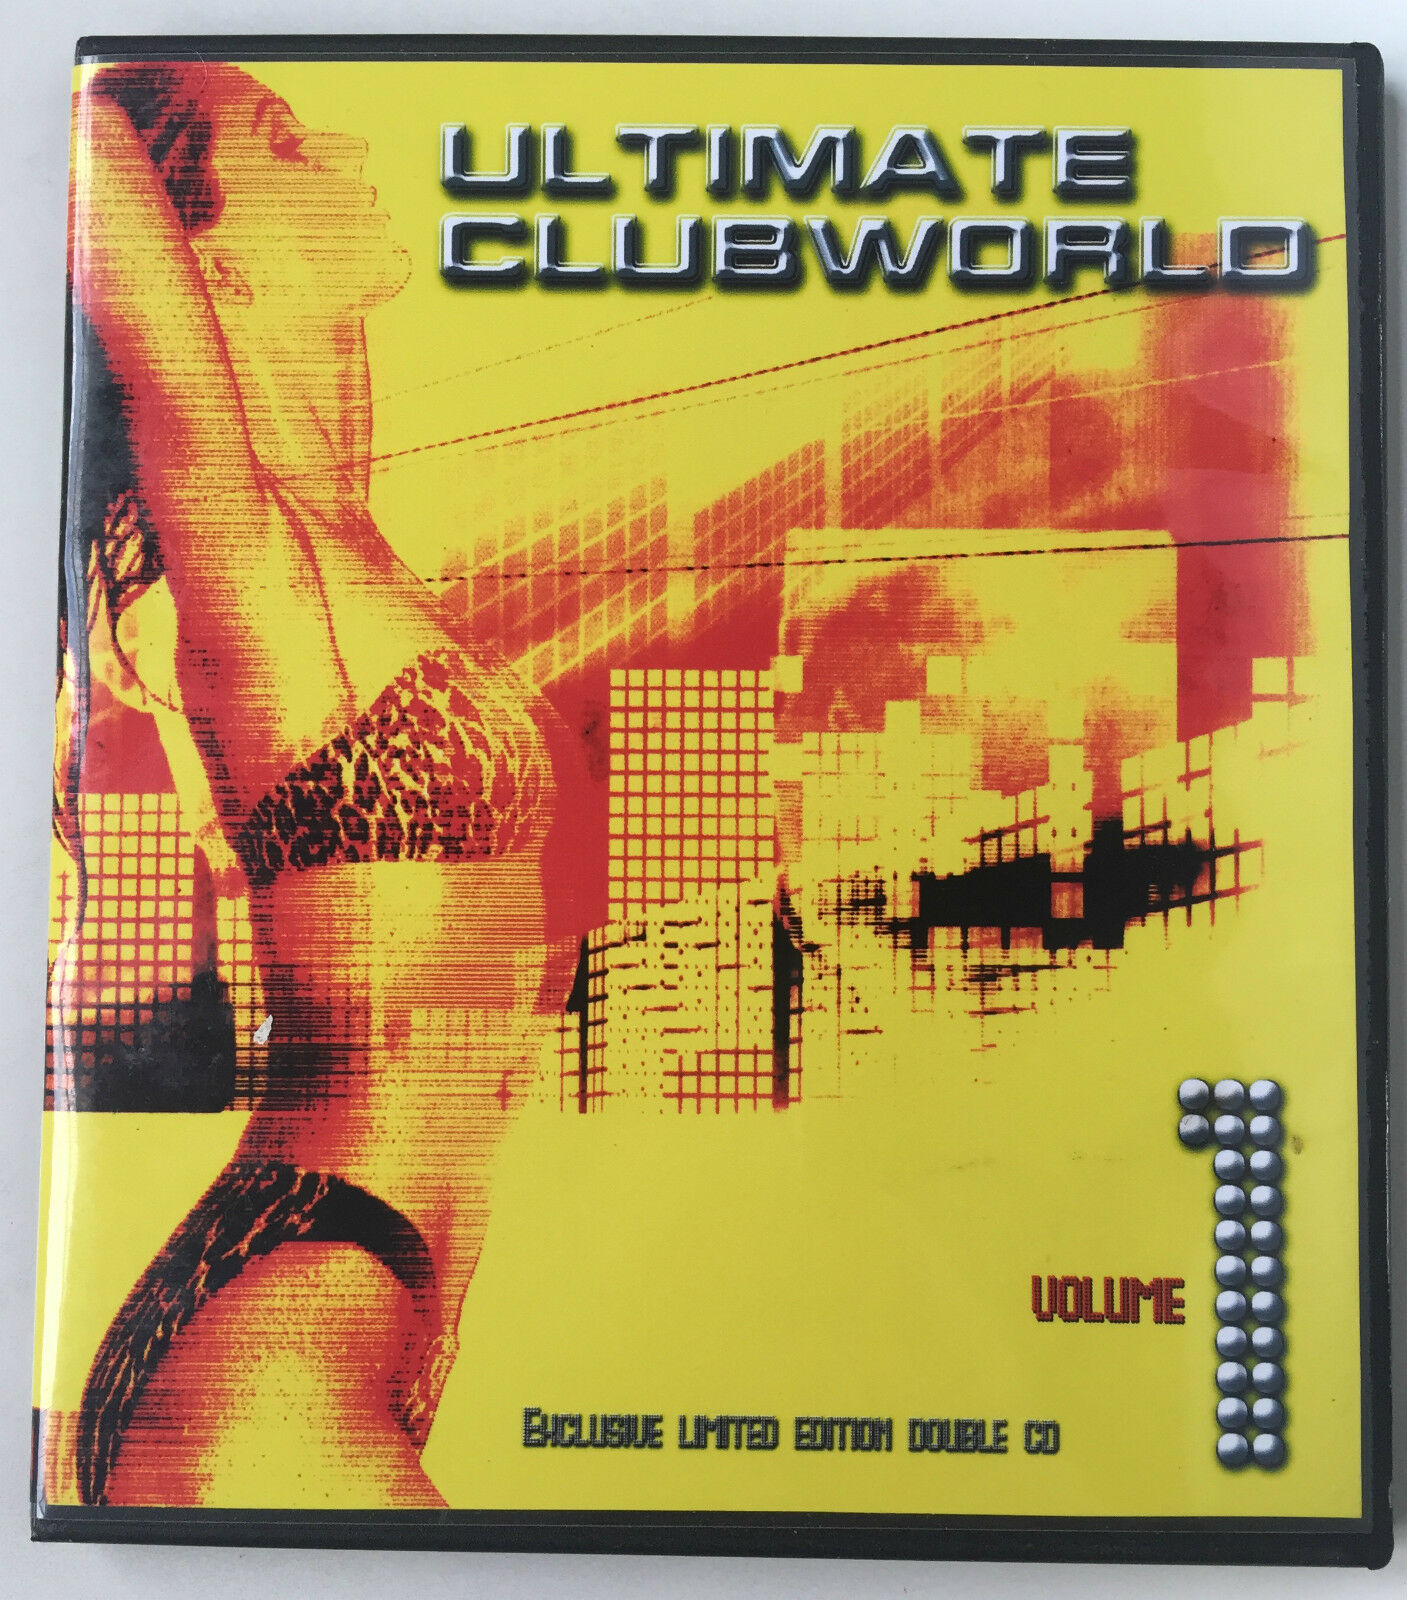 ULTIMATE
CLUBWORLD
VOLUME 1
EXCLUSIVE LIMITED EDITION DOUBLE CD